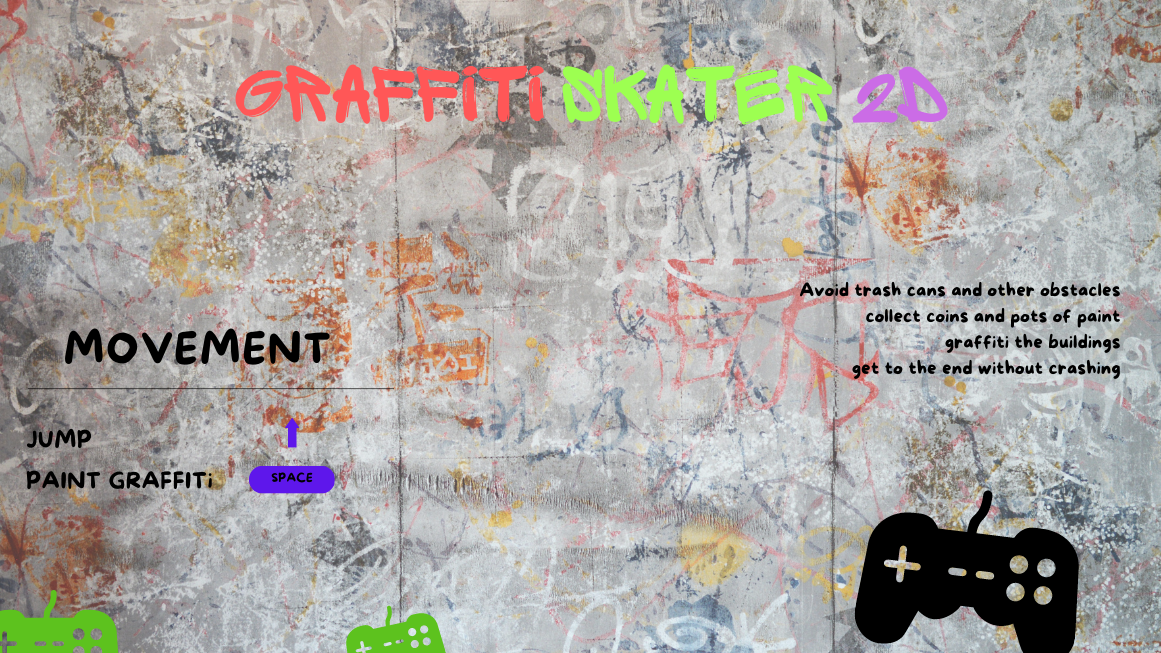 GRAFFiTi SKATER 2D
MOVEMENT
JUMP
PAINT GRAFFITi SPACE
Avoid trash cans and other obstacles
collect coins and pots of paint
graffiti the buildings
get to the end without crashing